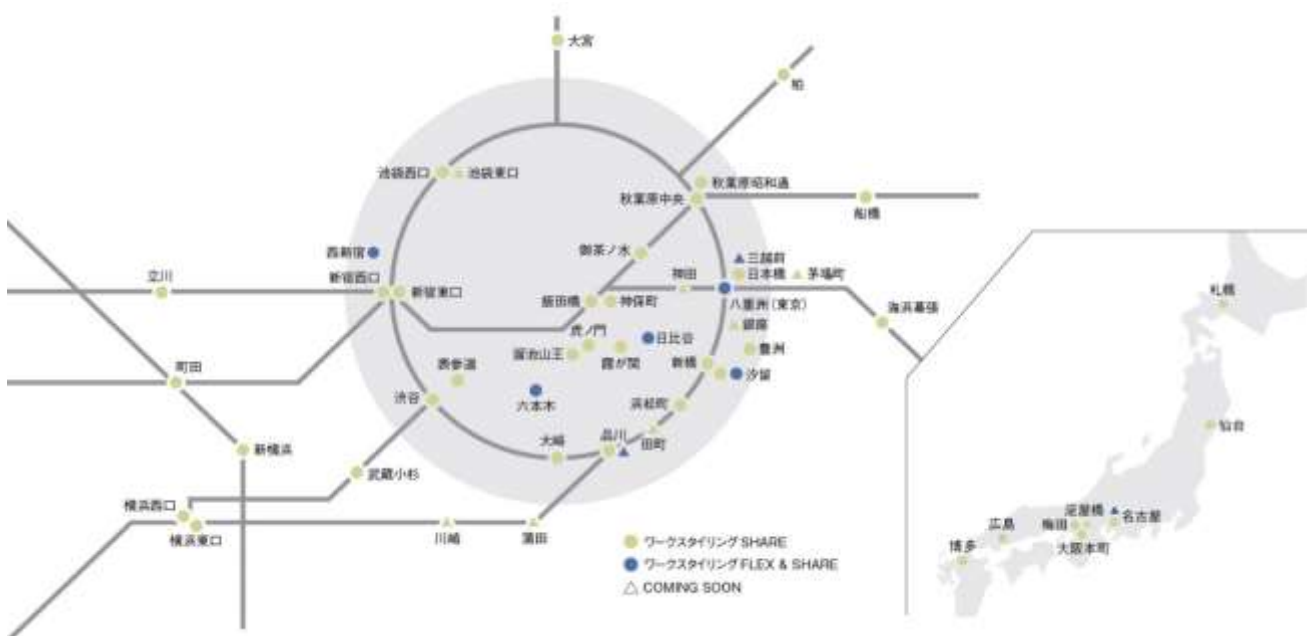 大宮
柏
池袋西口
池袋東口
秋葉原昭和通
秋葉原中央
船橋
西新宿
御茶ノ水
三越前
日本橋
茅場町
神田
立川
新宿西口
新宿東口
飯田橋
神保町
八重洲(東京)
海浜幕張
銀座
虎ノ門
日比谷
豊洲
溜池山王
霞が関
新橋
汐留
町田
表参道
六本木
渋谷
浜松町
大崎
品川
田町
新横浜
武蔵小杉
横浜西口
横浜東口
川崎
蒲田
ワークスタイリング SHARE
ワークスタイリング FLEX & SHARE
COMING SOON
札幌
仙台
淀屋橋
名古屋
梅田
大阪本町
広島
博多